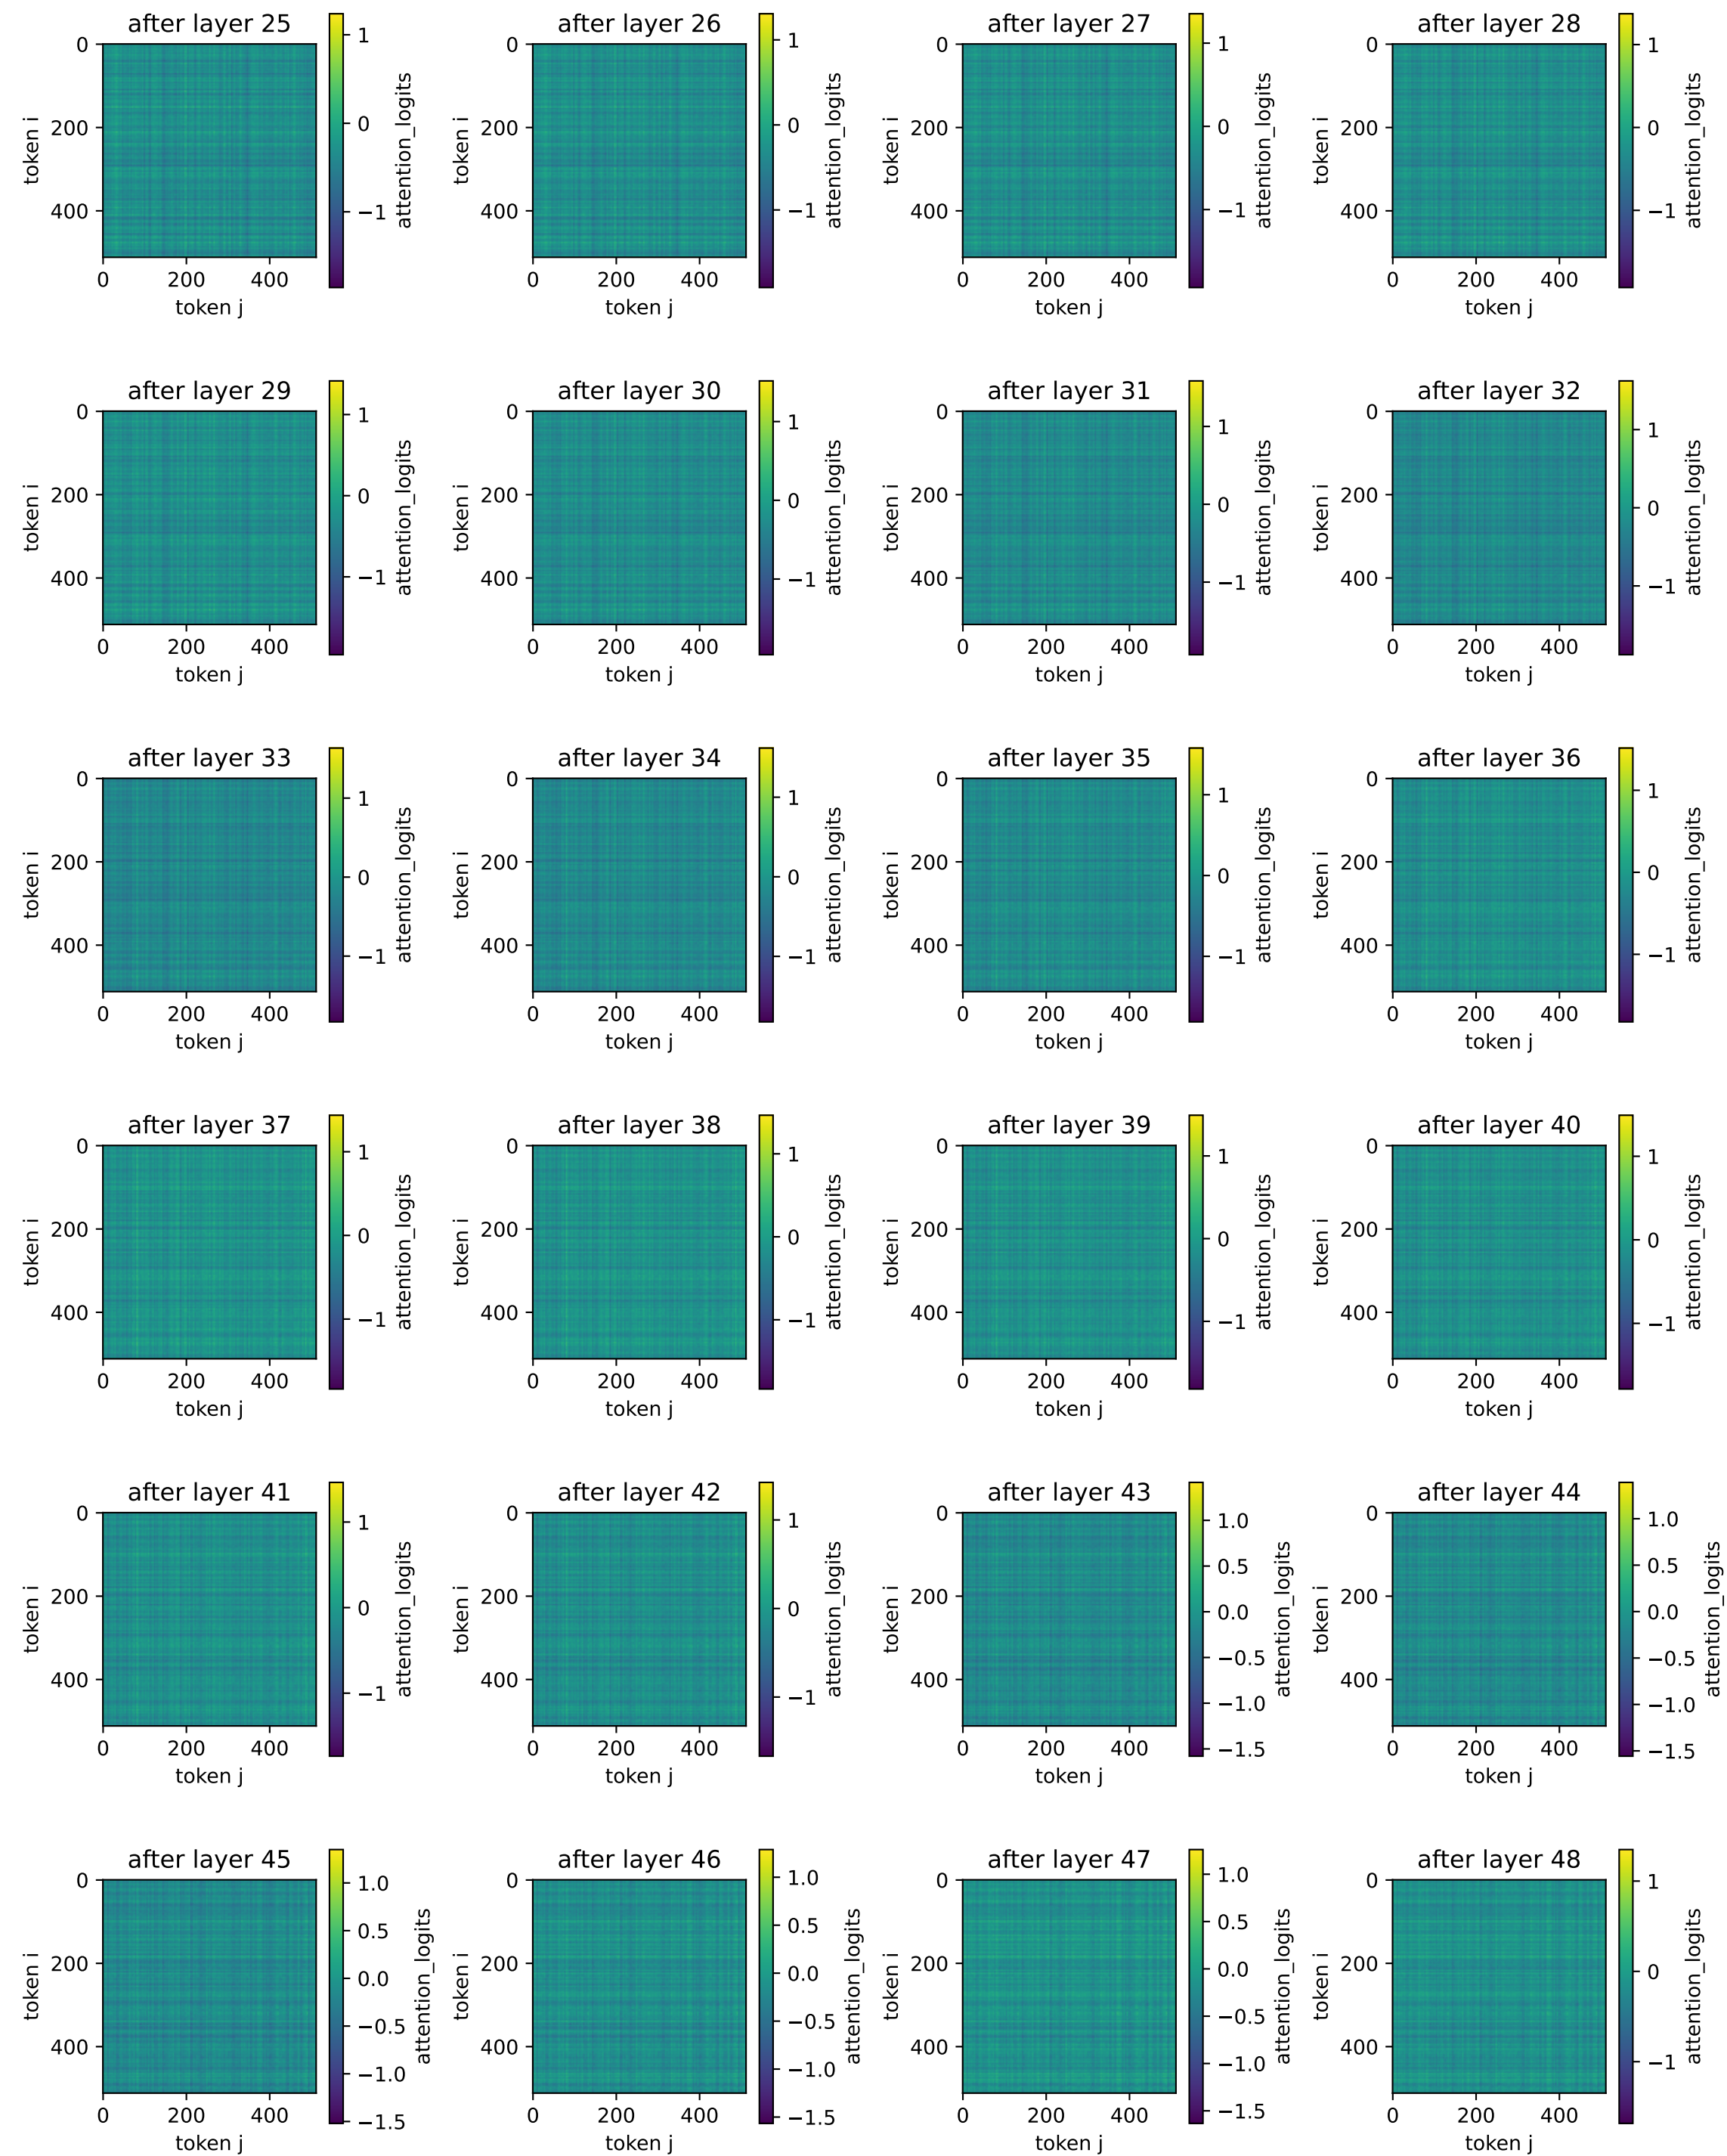 after layer 25
0
200
400
token i
0 200 400
token j
1
0
−1
attention_logits
after layer 26
0
200
400
token i
0 200 400
token j
1
0
−1
attention_logits
after layer 27
0
200
400
token i
0 200 400
token j
1
0
−1
attention_logits
after layer 28
0
200
400
token i
0 200 400
token j
1
0
−1
attention_logits
after layer 29
0
200
400
token i
0 200 400
token j
1
0
−1
attention_logits
after layer 30
0
200
400
token i
0 200 400
token j
1
0
−1
attention_logits
after layer 31
0
200
400
token i
0 200 400
token j
1
0
−1
attention_logits
after layer 32
0
200
400
token i
0 200 400
token j
1
0
−1
attention_logits
after layer 33
0
200
400
token i
0 200 400
token j
1
0
−1
attention_logits
after layer 34
0
200
400
token i
0 200 400
token j
1
0
−1
attention_logits
after layer 35
0
200
400
token i
0 200 400
token j
1
0
−1
attention_logits
after layer 36
0
200
400
token i
0 200 400
token j
1
0
−1
attention_logits
after layer 37
0
200
400
token i
0 200 400
token j
1
0
−1
attention_logits
after layer 38
0
200
400
token i
0 200 400
token j
1
0
−1
attention_logits
after layer 39
0
200
400
token i
0 200 400
token j
1
0
−1
attention_logits
after layer 40
0
200
400
token i
0 200 400
token j
1
0
−1
attention_logits
after layer 41
0
200
400
token i
0 200 400
token j
1
0
−1
attention_logits
after layer 42
0
200
400
token i
0 200 400
token j
1
0
−1
attention_logits
after layer 43
0
200
400
token i
0 200 400
token j
1.0
0.5
0.0
−0.5
−1.0
−1.5
attention_logits
after layer 44
0
200
400
token i
0 200 400
token j
1.0
0.5
0.0
−0.5
−1.0
−1.5
attention_logits
after layer 45
0
200
400
token i
0 200 400
token j
1.0
0.5
0.0
−0.5
−1.0
−1.5
attention_logits
after layer 46
0
200
400
token i
0 200 400
token j
1.0
0.5
0.0
−0.5
−1.0
−1.5
attention_logits
after layer 47
0
200
400
token i
0 200 400
token j
1.0
0.5
0.0
−0.5
−1.0
−1.5
attention_logits
after layer 48
0
200
400
token i
0 200 400
token j
1
0
−1
attention_logits